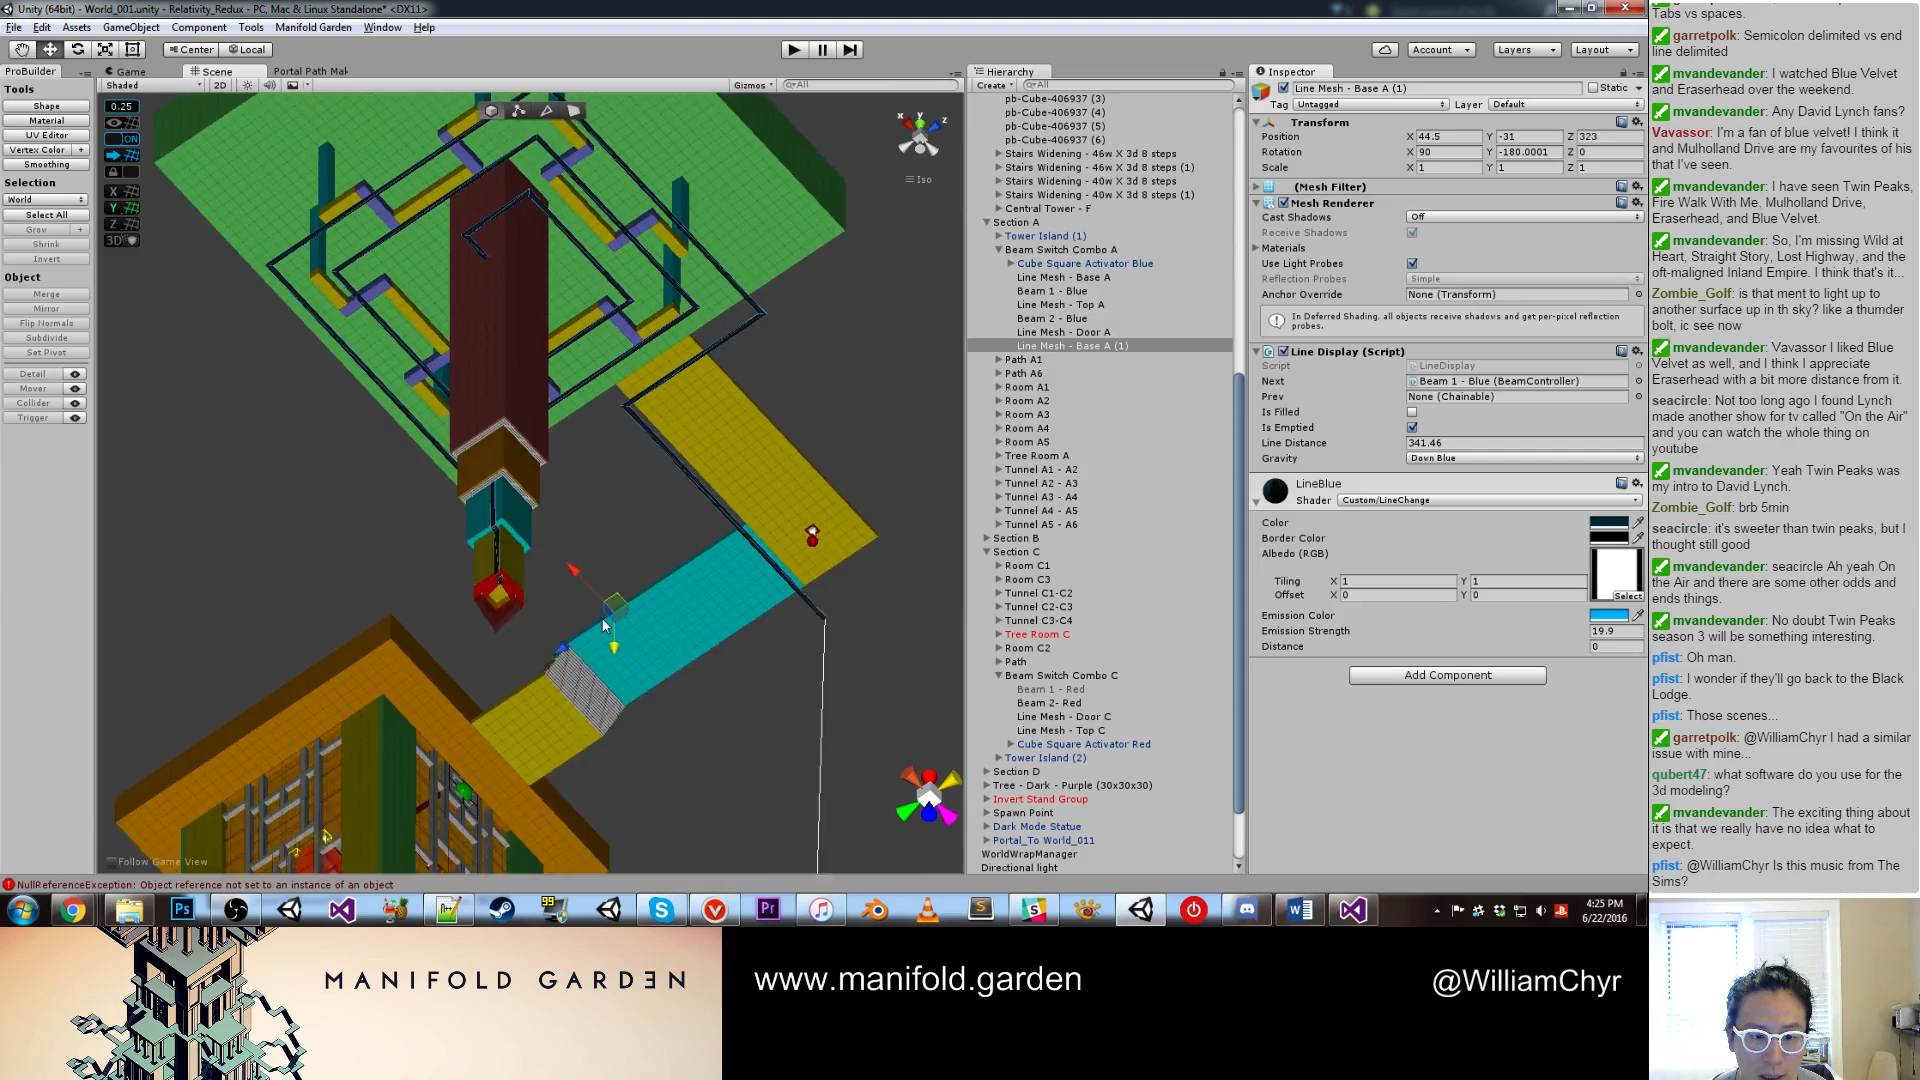 Unity (64bit) - World_001.unity - Relativity_Redux - PC, Mac & Linux Standalone* <DX11>
File Edit Assets GameObject Component Tools Manifold Garden Window Help
Center Local
Account Layers Layout
ProBuilder
Tools
Shape
Material
UV Editor
Vertex Color +
Smoothing
Selection
World
Select All
Grow +
Shrink
Invert
Object
Merge
Mirror
Flip Normals
Subdivide
Set Pivot
Detail
Mover
Collider
Trigger
Game Scene Portal Path Mak
Shaded 2D Gizmos All
0.25
ON
X
Y
Z
3D
x y z
Iso
Follow Game View
Hierarchy
Create All
pb-Cube-406937 (3)
pb-Cube-406937 (4)
pb-Cube-406937 (5)
pb-Cube-406937 (6)
Stairs Widening - 46w X 3d 8 steps
Stairs Widening - 46w X 3d 8 steps (1)
Stairs Widening - 40w X 3d 8 steps
Stairs Widening - 40w X 3d 8 steps (1)
Central Tower - F
Section A
Tower Island (1)
Beam Switch Combo A
Cube Square Activator Blue
Line Mesh - Base A
Beam 1 - Blue
Line Mesh - Top A
Beam 2 - Blue
Line Mesh - Door A
Line Mesh - Base A (1)
Path A1
Path A6
Room A1
Room A2
Room A3
Room A4
Room A5
Tree Room A
Tunnel A1 - A2
Tunnel A2 - A3
Tunnel A3 - A4
Tunnel A4 - A5
Tunnel A5 - A6
Section B
Section C
Room C1
Room C3
Tunnel C1-C2
Tunnel C2-C3
Tunnel C3-C4
Tree Room C
Room C2
Path
Beam Switch Combo C
Beam 1 - Red
Beam 2- Red
Line Mesh - Door C
Line Mesh - Top C
Cube Square Activator Red
Tower Island (2)
Section D
Tree - Dark - Purple (30x30x30)
Invert Stand Group
Spawn Point
Dark Mode Statue
Portal_To World_011
WorldWrapManager
Directional light
Inspector
Line Mesh - Base A (1) Static
Tag Untagged Layer Default
Transform
Position X 44.5 Y -31 Z 323
Rotation X 90 Y -180.0001 Z 0
Scale X 1 Y 1 Z 1
(Mesh Filter)
Mesh Renderer
Cast Shadows Off
Receive Shadows
Materials
Use Light Probes
Reflection Probes Simple
Anchor Override None (Transform)
In Deferred Shading, all objects receive shadows and get per-pixel reflection
probes.
Line Display (Script)
Script LineDisplay
Next Beam 1 - Blue (BeamController)
Prev None (Chainable)
Is Filled
Is Emptied
Line Distance 341.46
Gravity Down Blue
LineBlue
Shader Custom/LineChange
Color
Border Color
Albedo (RGB)
Tiling X 1 Y 1
Offset X 0 Y 0
Select
Emission Color
Emission Strength 19.9
Distance 0
Add Component
NullReferenceException: Object reference not set to an instance of an object
4:25 PM
6/22/2016
Tabs vs spaces.
garretpolk: Semicolon delimited vs end
line delimited
mvandevander: I watched Blue Velvet
and Eraserhead over the weekend.
mvandevander: Any David Lynch fans?
Vavassor: I'm a fan of blue velvet! I think it
and Mulholland Drive are my favourites of his
that I've seen.
mvandevander: I have seen Twin Peaks,
Fire Walk With Me, Mulholland Drive,
Eraserhead, and Blue Velvet.
mvandevander: So, I'm missing Wild at
Heart, Straight Story, Lost Highway, and the
oft-maligned Inland Empire. I think that's it...
Zombie_Golf: is that ment to light up to
another surface up in th sky? like a thumder
bolt, ic see now
mvandevander: Vavassor I liked Blue
Velvet as well, and I think I appreciate
Eraserhead with a bit more distance from it.
seacircle: Not too long ago I found Lynch
made another show for tv called "On the Air"
and you can watch the whole thing on
youtube
mvandevander: Yeah Twin Peaks was
my intro to David Lynch.
Zombie_Golf: brb 5min
seacircle: it's sweeter than twin peaks, but I
thought still good
mvandevander: seacircle Ah yeah On
the Air and there are some other odds and
ends things.
mvandevander: No doubt Twin Peaks
season 3 will be something interesting.
pfist: Oh man.
pfist: I wonder if they'll go back to the Black
Lodge.
pfist: Those scenes...
garretpolk: @WilliamChyr I had a similar
issue with mine...
qubert47: what software do you use for the
3d modeling?
mvandevander: The exciting thing about
it is that we really have no idea what to
expect.
pfist: @WilliamChyr Is this music from The
Sims?
MANIFOLD GARDƎN
www.manifold.garden
@WilliamChyr